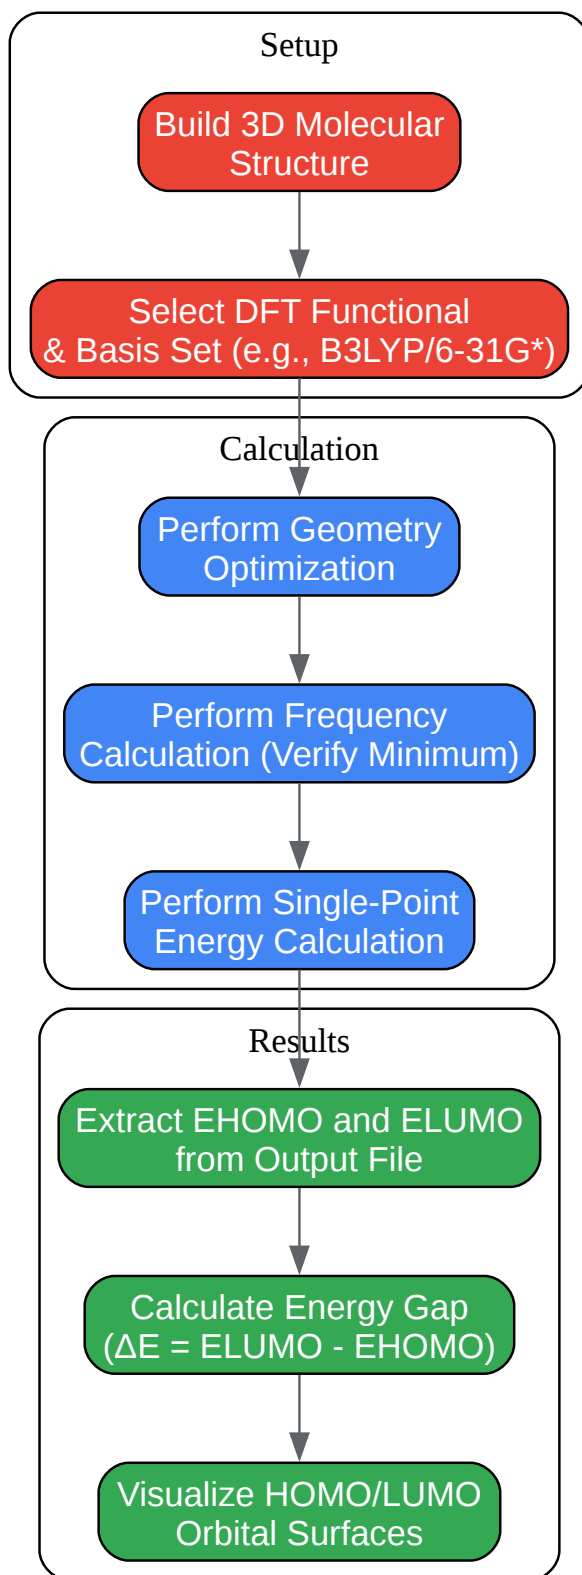 Setup
Build 3D Molecular
Structure
Select DFT Functional
& Basis Set (e.g., B3LYP/6-31G*)
Calculation
Perform Geometry
Optimization
Perform Frequency
Calculation (Verify Minimum)
Perform Single-Point
Energy Calculation
Results
Extract EHOMO and ELUMO
from Output File
Calculate Energy Gap
(ΔE = ELUMO - EHOMO)
Visualize HOMO/LUMO
Orbital Surfaces